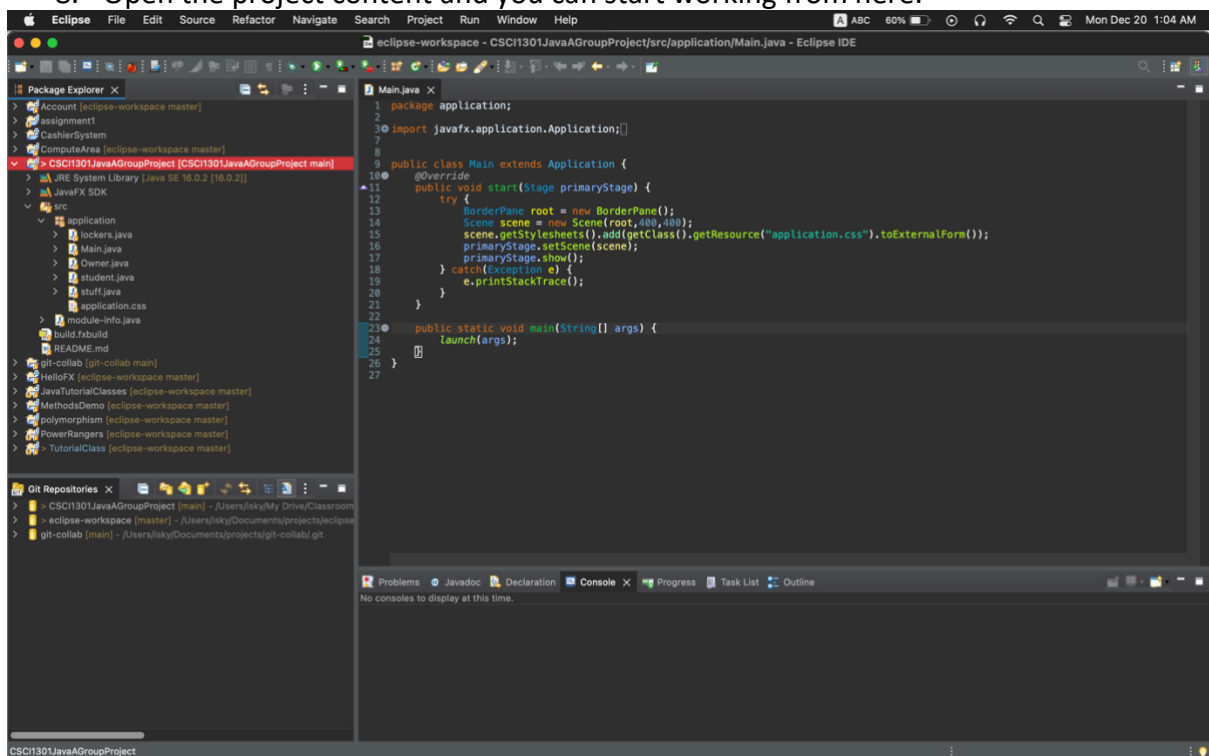 8. Open the project content and you can start working from here.
Eclipse File Edit Source Refactor Navigate Search Project Run Window Help A ABC 60% Mon Dec 20 1:04 AM
eclipse-workspace - CSCI1301JavaAGroupProject/src/application/Main.java - Eclipse IDE
Package Explorer
> Account [eclipse-workspace master]
> assignment1
> CashierSystem
> ComputeArea [eclipse-workspace master]
> CSCI1301JavaAGroupProject [CSCI1301JavaAGroupProject main]
> JRE System Library [Java SE 16.0.2 [16.0.2]]
> JavaFX SDK
src
application
> lockers.java
> Main.java
> Owner.java
> student.java
> stuff.java
application.css
> module-info.java
build.fxbuild
README.md
> git-collab [git-collab main]
> HelloFX [eclipse-workspace master]
> JavaTutorialClasses [eclipse-workspace master]
> MethodsDemo [eclipse-workspace master]
> polymorphism [eclipse-workspace master]
> PowerRangers [eclipse-workspace master]
> > TutorialClass [eclipse-workspace master]
Git Repositories
> > CSCI1301JavaAGroupProject [main] - /Users/isky/My Drive/Classroom
> > eclipse-workspace [master] - /Users/isky/Documents/projects/eclipse
> git-collab [main] - /Users/isky/Documents/projects/git-collab/.git
Main.java
1 package application;
2
3 import javafx.application.Application;
7
8
9 public class Main extends Application {
10 @Override
11 public void start(Stage primaryStage) {
12 try {
13 BorderPane root = new BorderPane();
14 Scene scene = new Scene(root,400,400);
15 scene.getStylesheets().add(getClass().getResource("application.css").toExternalForm());
16 primaryStage.setScene(scene);
17 primaryStage.show();
18 } catch(Exception e) {
19 e.printStackTrace();
20 }
21 }
22
23 public static void main(String[] args) {
24 launch(args);
25 }
26 }
27
Problems Javadoc Declaration Console Progress Task List Outline
No consoles to display at this time.
CSCI1301JavaAGroupProject